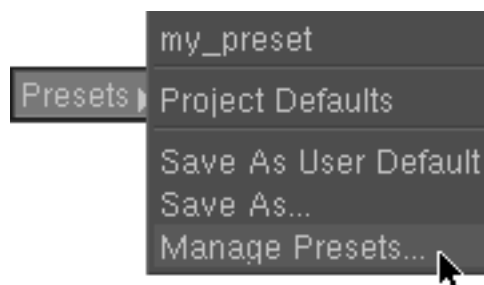 my_preset
Presets
Project Defaults
Save As User Default
Save As...
Manage Presets...